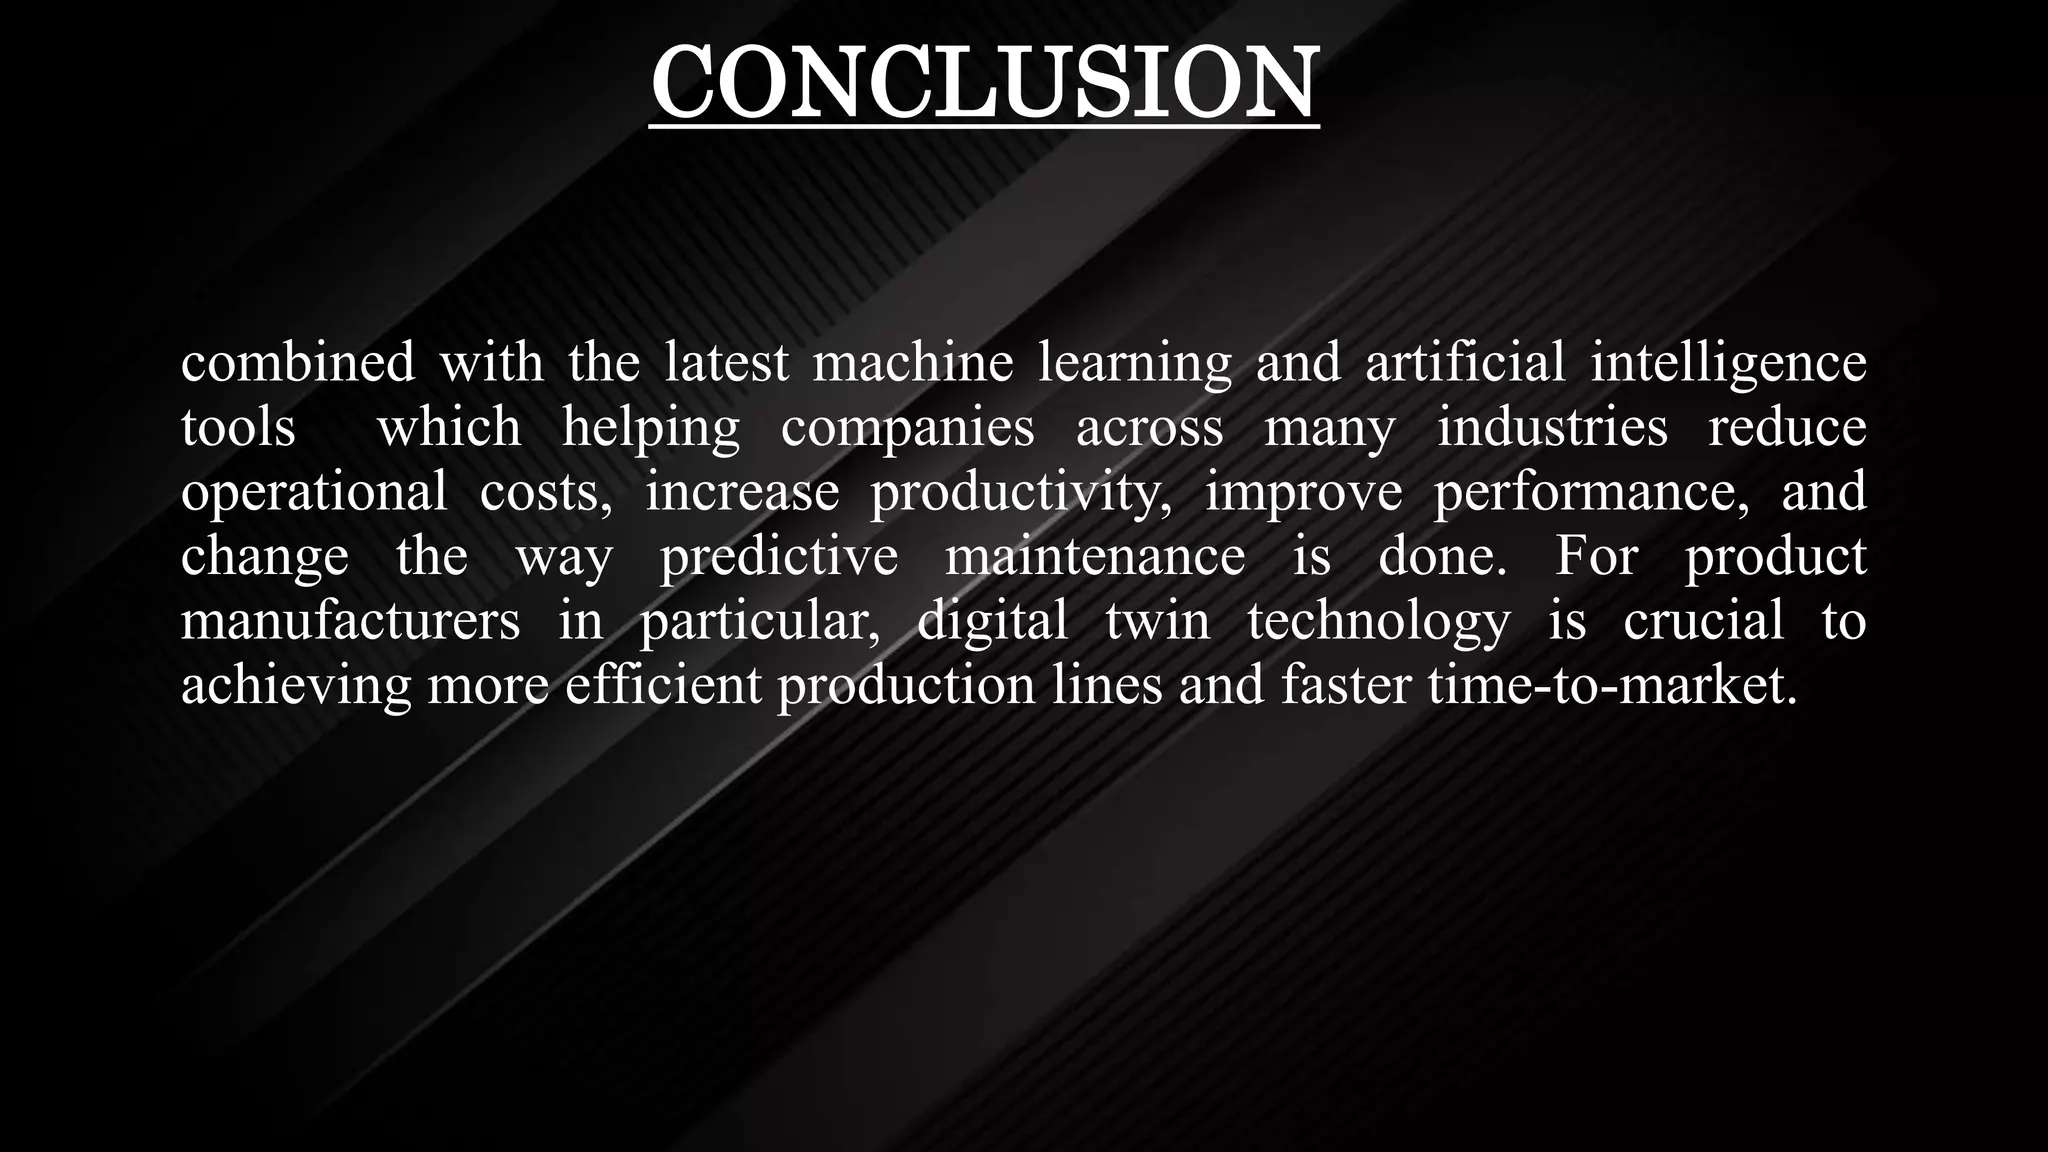 CONCLUSION
combined with the latest machine learning and artificial intelligence
tools which helping companies across many industries reduce
operational costs, increase productivity, improve performance, and
change the way predictive maintenance is done. For product
manufacturers in particular, digital twin technology is crucial to
achieving more efficient production lines and faster time-to-market.